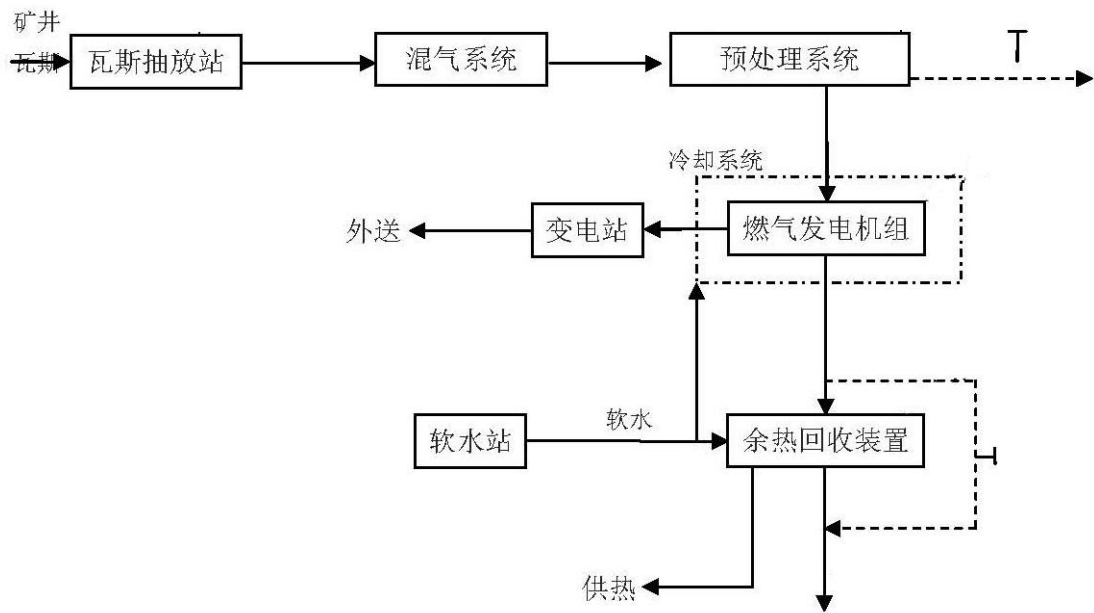 矿井
瓦斯
瓦斯抽放站
混气系统
预处理系统
冷却系统
外送
变电站
燃气发电机组
软水站
软水
余热回收装置
供热